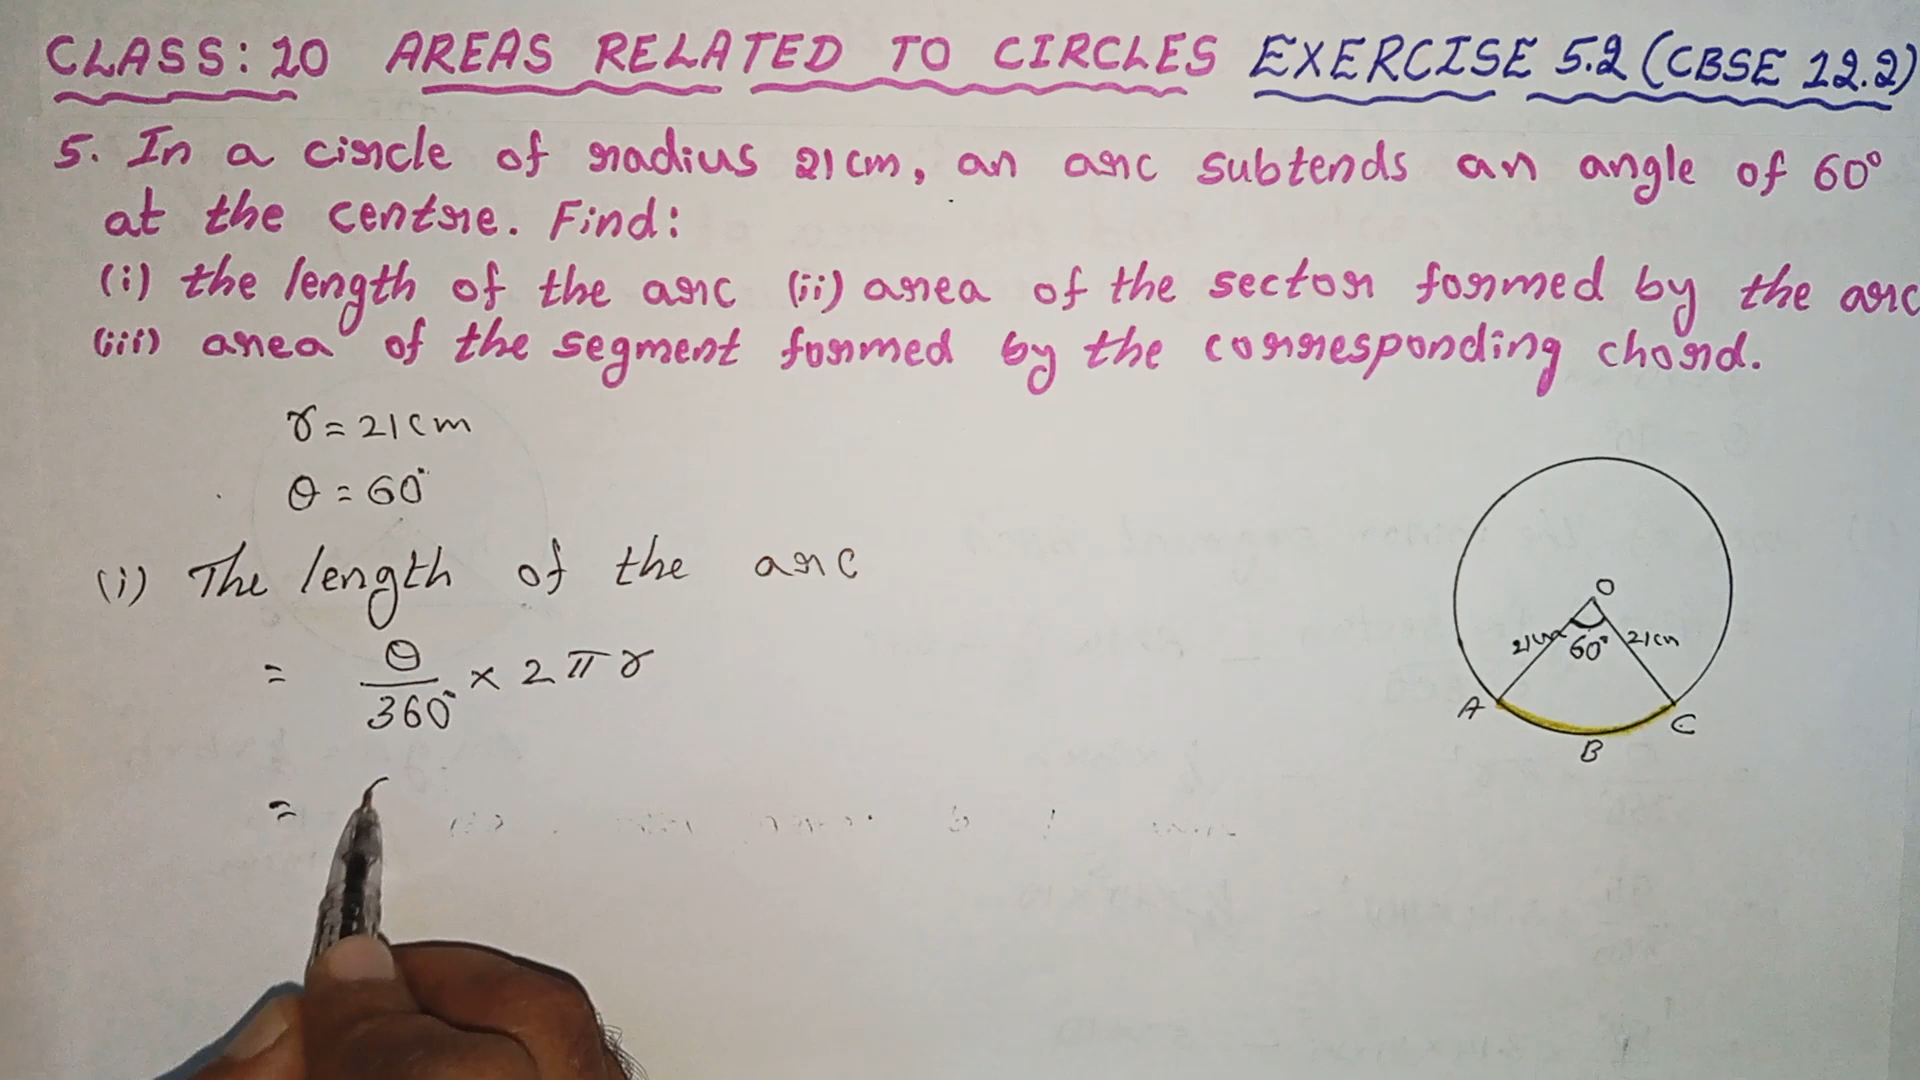 CLASS: 10 AREAS RELATED TO CIRCLES EXERCISE 5.2 (CBSE 12.2)
5. In a circle of radius 21 cm, an arc subtends an angle of 60°
at the centre. Find:
(i) the length of the arc (ii) area of the sector formed by the arc
(iii) area of the segment formed by the corresponding chord.
r = 21 cm
θ = 60°
(i) The length of the arc
= θ/360° × 2πr
=
O
21cm 60° 21cm
A C
B